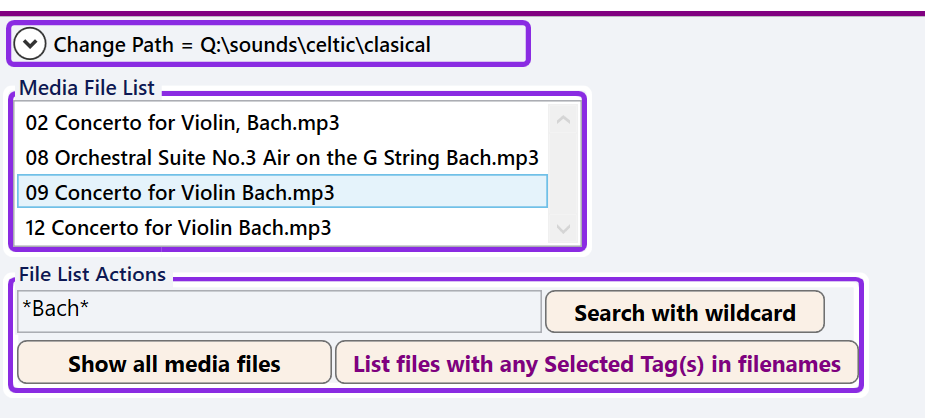 Change Path = Q:\sounds\celtic\clasical
Media File List
02 Concerto for Violin, Bach.mp3
08 Orchestral Suite No.3 Air on the G String Bach.mp3
09 Concerto for Violin Bach.mp3
12 Concerto for Violin Bach.mp3
File List Actions
*Bach*
Search with wildcard
Show all media files
List files with any Selected Tag(s) in filenames